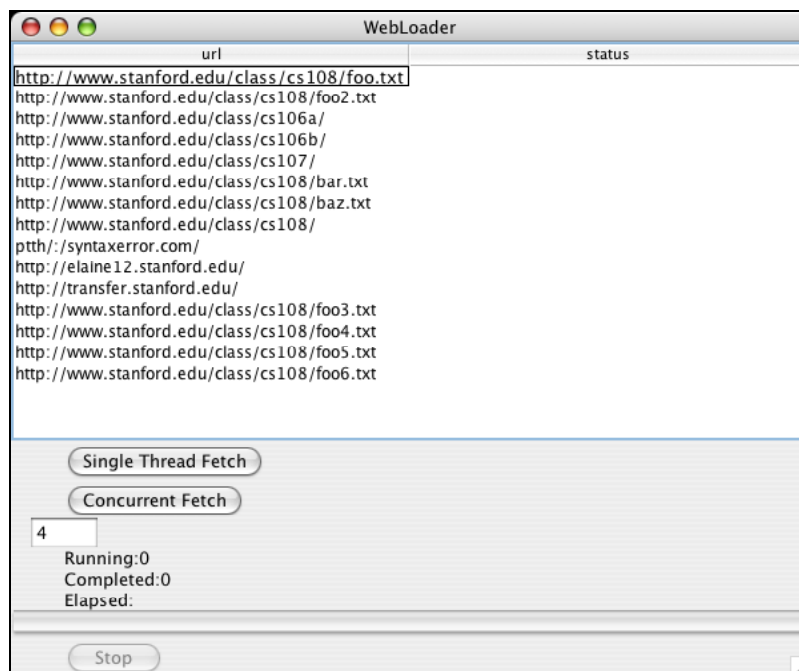 WebLoader
url status
http://www.stanford.edu/class/cs108/foo.txt
http://www.stanford.edu/class/cs108/foo2.txt
http://www.stanford.edu/class/cs106a/
http://www.stanford.edu/class/cs106b/
http://www.stanford.edu/class/cs107/
http://www.stanford.edu/class/cs108/bar.txt
http://www.stanford.edu/class/cs108/baz.txt
http://www.stanford.edu/class/cs108/
ptth/:/syntaxerror.com/
http://elaine12.stanford.edu/
http://transfer.stanford.edu/
http://www.stanford.edu/class/cs108/foo3.txt
http://www.stanford.edu/class/cs108/foo4.txt
http://www.stanford.edu/class/cs108/foo5.txt
http://www.stanford.edu/class/cs108/foo6.txt
Single Thread Fetch
Concurrent Fetch
4
Running:0
Completed:0
Elapsed:
Stop